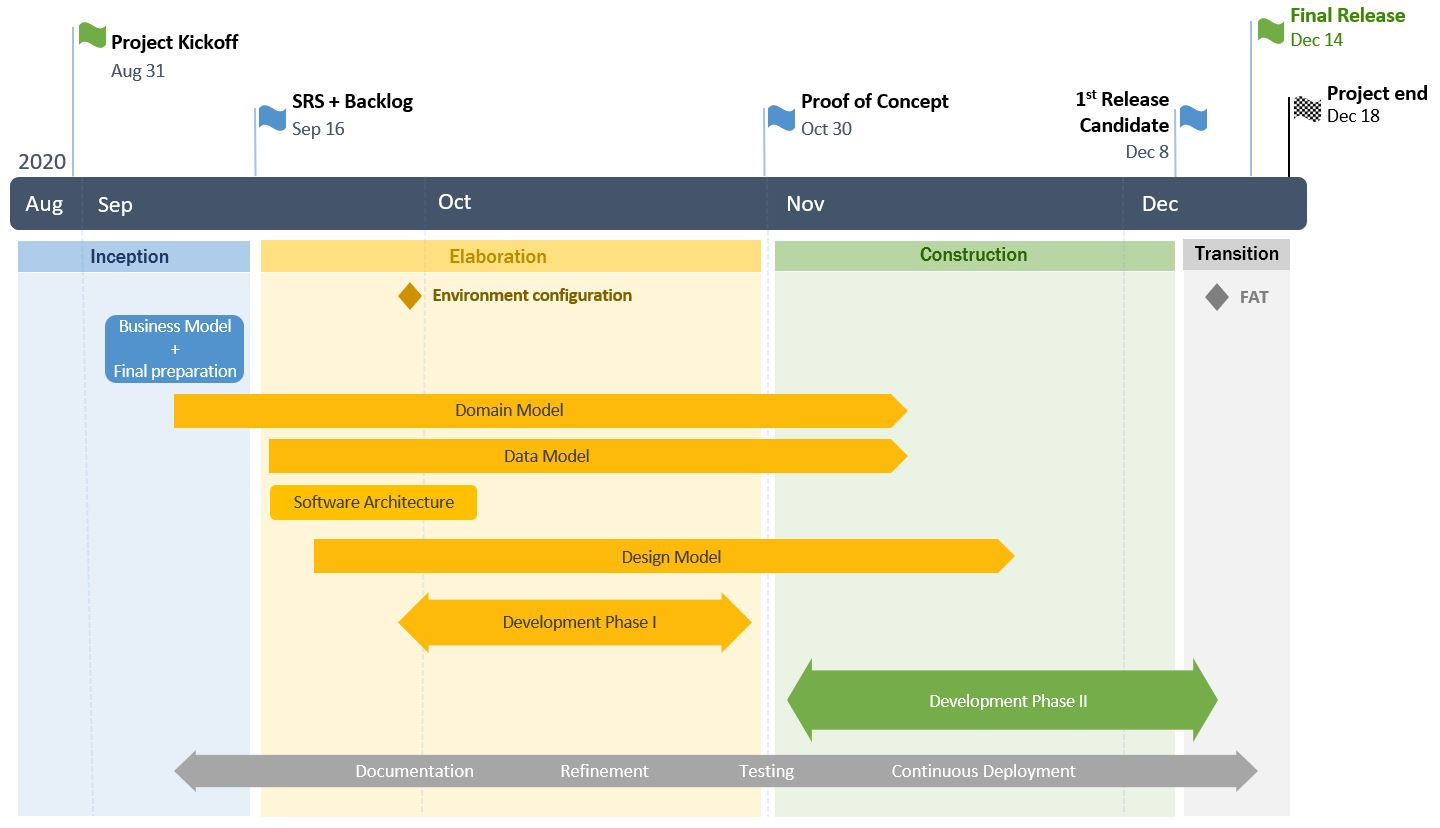 Final Release
Dec 14
Project Kickoff
Aug 31
Project end
Dec 18
SRS + Backlog
Sep 16
Proof of Concept
Oct 30
1st Release
Candidate
Dec 8
2020
Aug
Sep
Oct
Nov
Dec
Inception
Elaboration
Construction
Transition
Environment configuration
FAT
Business Model
+
Final preparation
Domain Model
Data Model
Software Architecture
Design Model
Development Phase I
Development Phase II
Documentation
Refinement
Testing
Continuous Deployment